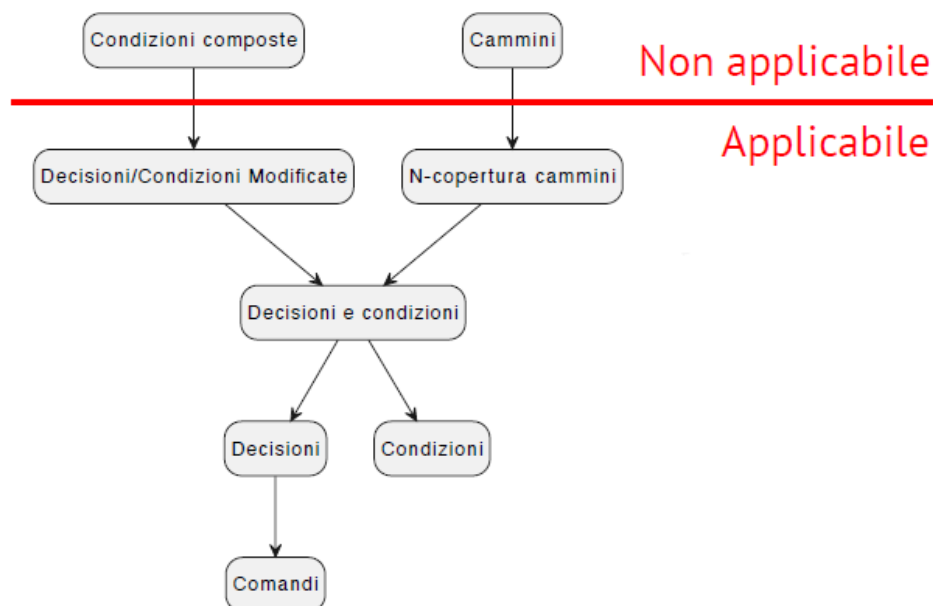 Condizioni composte
Cammini
Non applicabile
Applicabile
Decisioni/Condizioni Modificate
N-copertura cammini
Decisioni e condizioni
Decisioni
Condizioni
Comandi